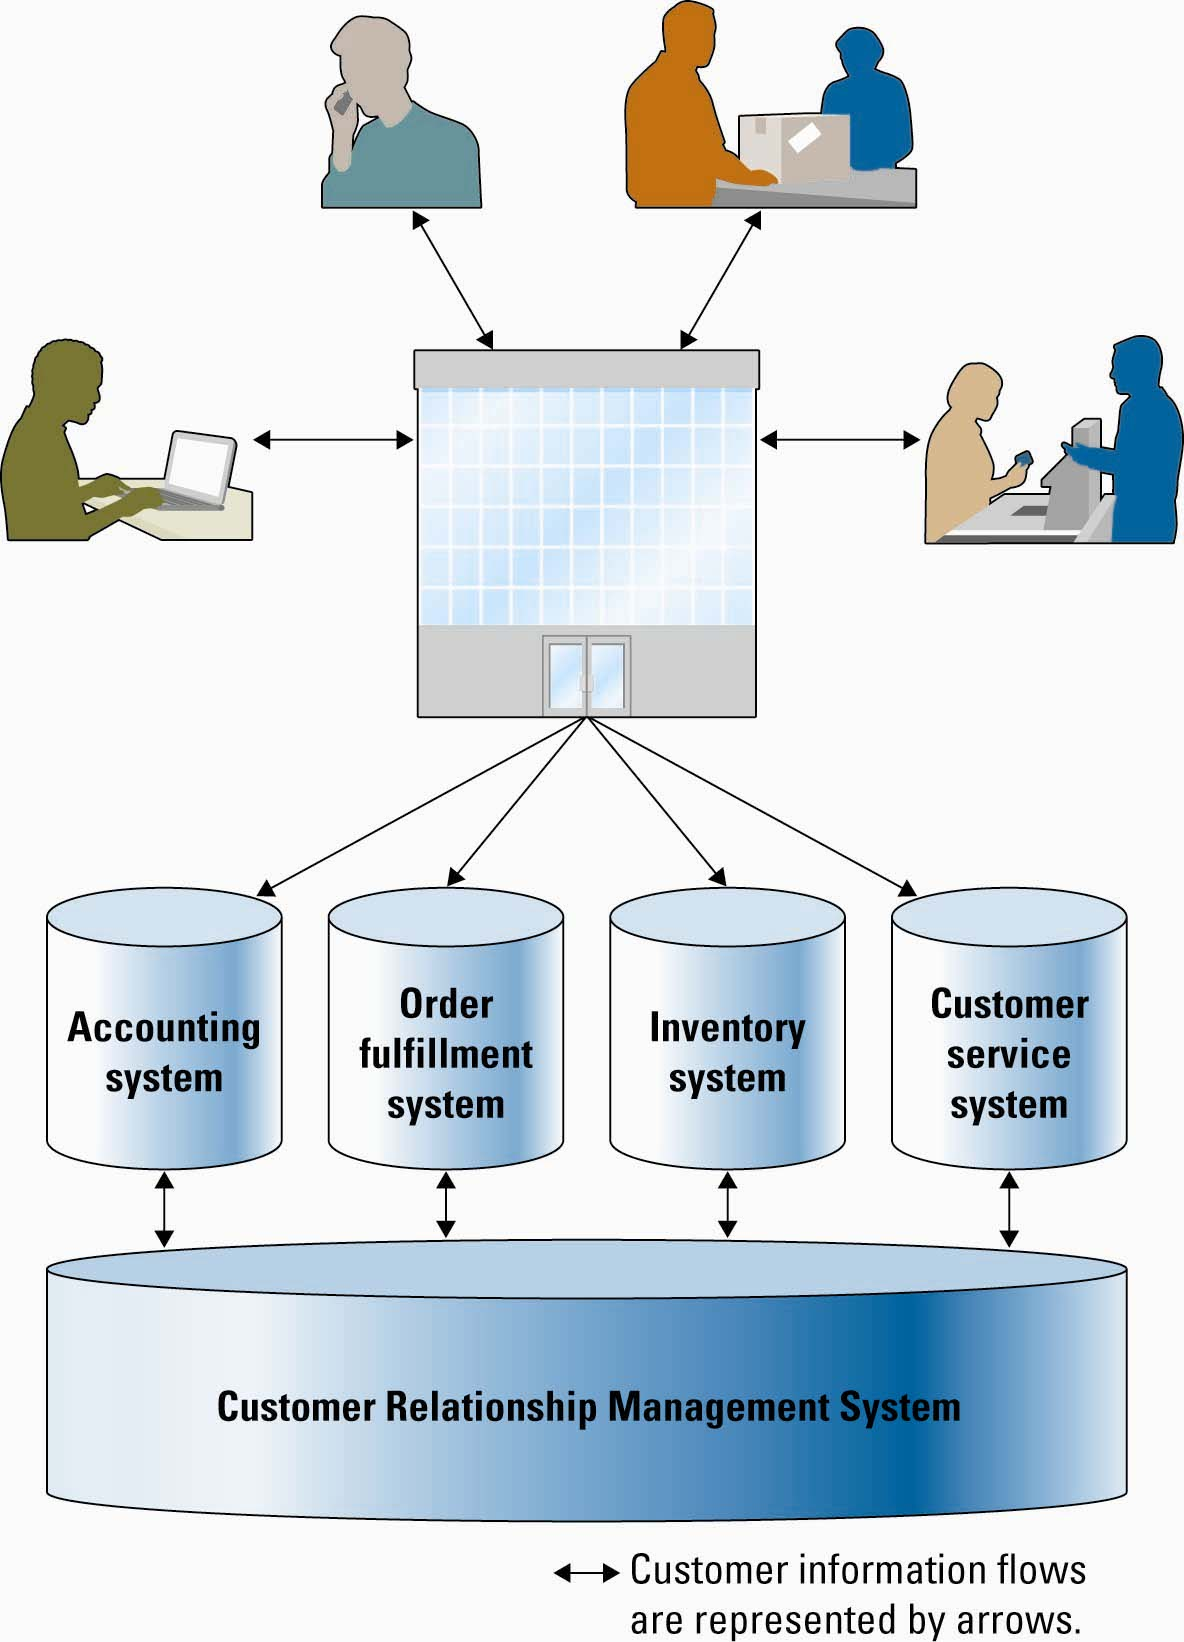 Accounting
system
Order
fulfillment
system
Inventory
system
Customer
service
system
Customer Relationship Management System
Customer information flows
are represented by arrows.